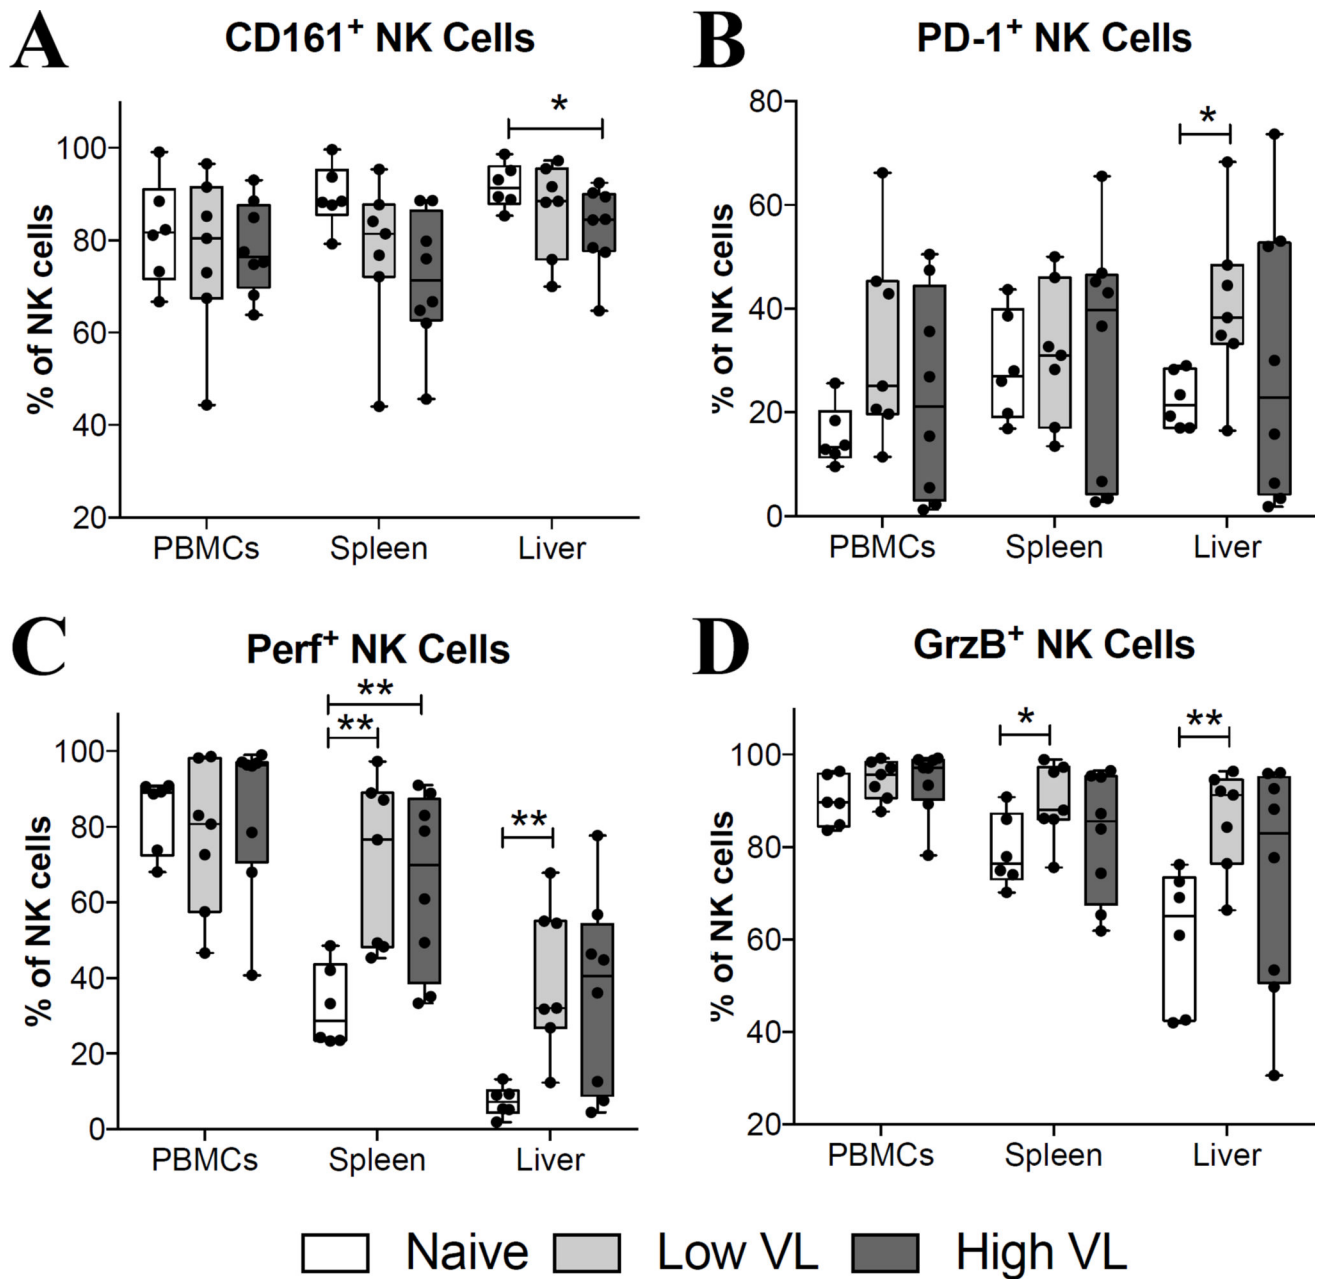 A
CD161+ NK Cells
*
% of NK cells
100
80
60
40
20
PBMCs
Spleen
Liver
B
PD-1+ NK Cells
*
% of NK cells
80
60
40
20
0
PBMCs
Spleen
Liver
C
Perf+ NK Cells
**
**
**
% of NK cells
100
80
60
40
20
0
PBMCs
Spleen
Liver
D
GrzB+ NK Cells
*
**
% of NK cells
100
80
60
40
20
PBMCs
Spleen
Liver
Naive
Low VL
High VL